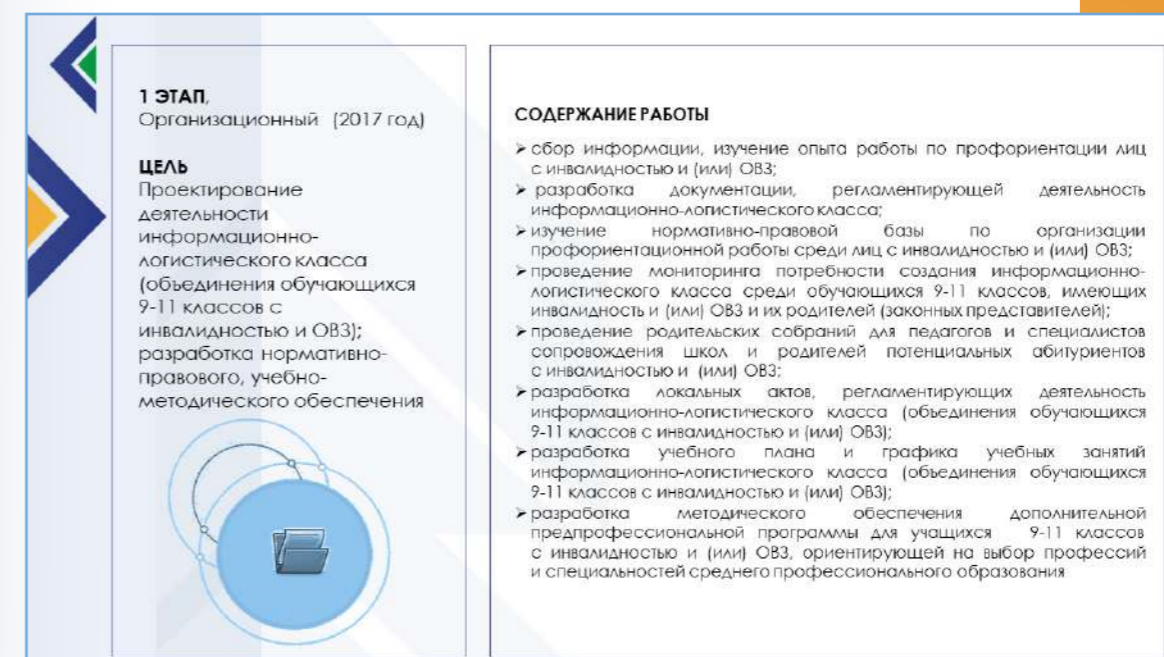 1 ЭТАП,
Организационный (2017 год)
ЦЕЛЬ
Проектирование
деятельности
информационно-
логистического класса
(объединения обучающихся
9-11 классов с
инвалидностью и ОВЗ);
разработка нормативно-
правового, учебно-
методического обеспечения
СОДЕРЖАНИЕ РАБОТЫ
➢ сбор информации, изучение опыта работы по профориентации лиц
с инвалидностью и (или) ОВЗ;
➢ разработка документации, регламентирующей деятельность
информационно-логистического класса;
➢ изучение нормативно-правовой базы по организации
профориентационной работы среди лиц с инвалидностью и (или) ОВЗ;
➢ проведение мониторинга потребности создания информационно-
логистического класса среди обучающихся 9-11 классов, имеющих
инвалидность и (или) ОВЗ и их родителей (законных представителей);
➢ проведение родительских собраний для педагогов и специалистов
сопровождения школ и родителей потенциальных абитуриентов
с инвалидностью и (или) ОВЗ;
➢ разработка локальных актов, регламентирующих деятельность
информационно-логистического класса (объединения обучающихся
9-11 классов с инвалидностью и (или) ОВЗ);
➢ разработка учебного плана и графика учебных занятий
информационно-логистического класса (объединения обучающихся
9-11 классов с инвалидностью и (или) ОВЗ);
➢ разработка методического обеспечения дополнительной
предпрофессиональной программы для учащихся 9-11 классов
с инвалидностью и (или) ОВЗ, ориентирующей на выбор профессий
и специальностей среднего профессионального образования